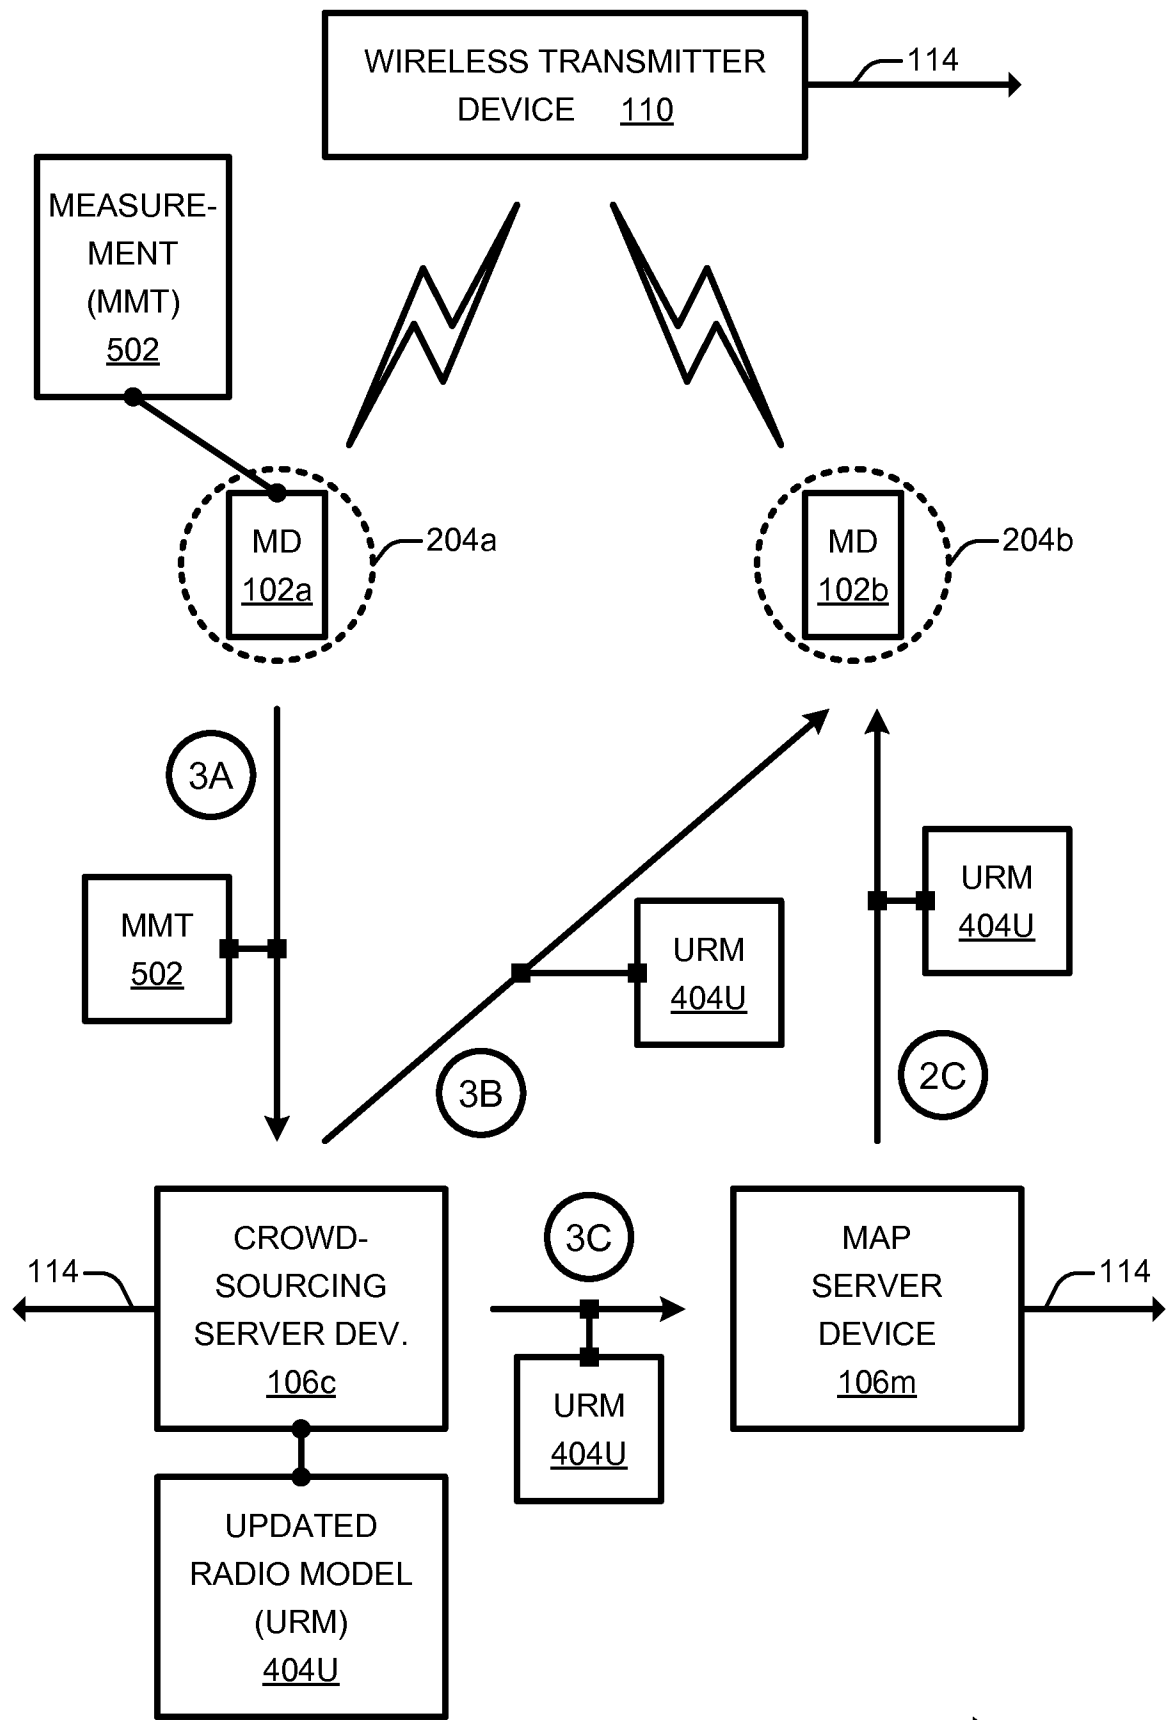 WIRELESS TRANSMITTER
DEVICE 110
114
MEASURE-
MENT
(MMT)
502
MD
102a
204a
MD
102b
204b
3A
MMT
502
URM
404U
URM
404U
3B
2C
CROWD-
SOURCING
SERVER DEV.
106c
114
3C
URM
404U
MAP
SERVER
DEVICE
106m
114
UPDATED
RADIO MODEL
(URM)
404U